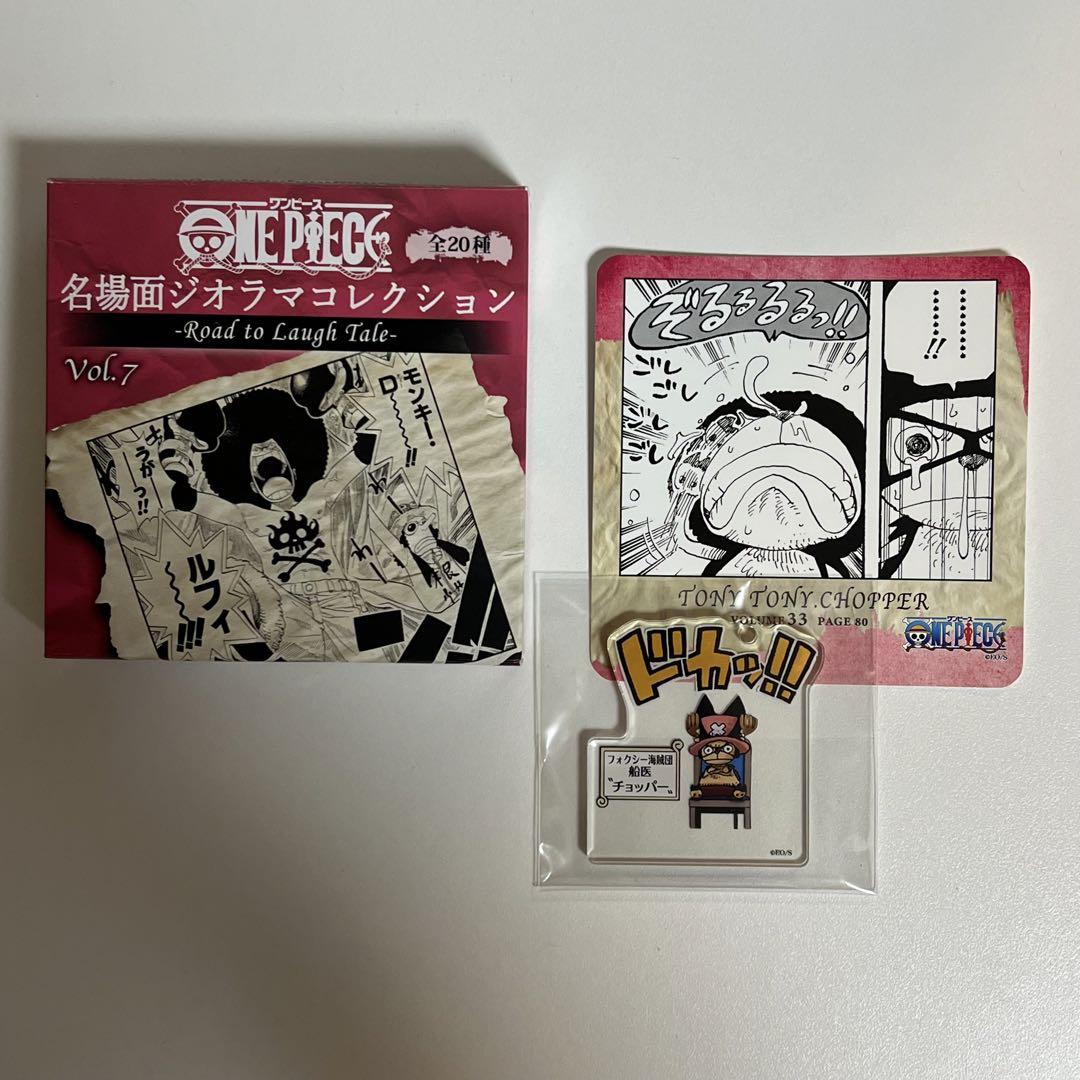 ワンピース
ONE PIECE
全20種
名場面ジオラマコレクション
-Road to Laugh Tale-
Vol.7
モンキー・
D〜〜〜!!
ルフィ
〜〜〜!!!
ぞるるるるっ!!
ゴシ
ゴシ
ゴシ
ゴシ
TONY TONY.CHOPPER
VOLUME 33 PAGE 80
ワンピース
ONE PIECE
©EO/S
ドカッ!!
フォクシー海賊団
船医
"チョッパー"
©EO/S